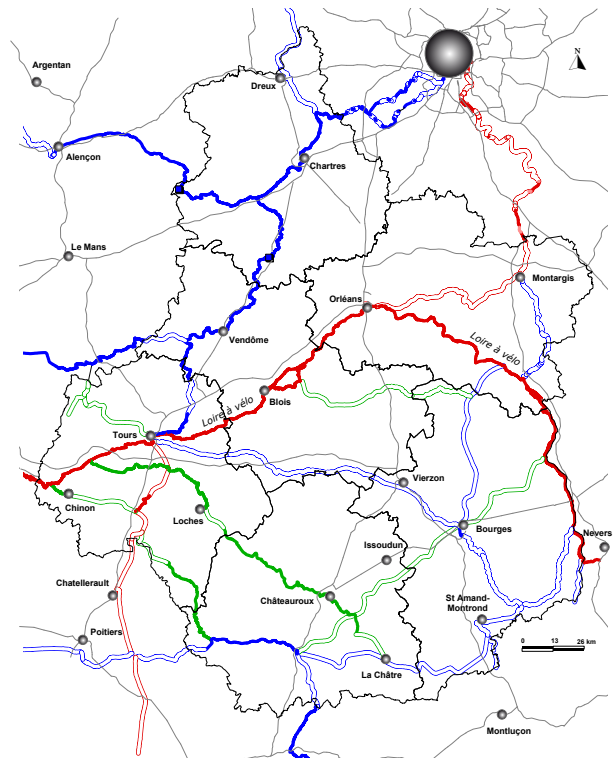 N
Argentan
Dreux
Alençon
Chartres
Le Mans
Montargis
Orléans
Vendôme
Loire à vélo
Loire à vélo
Blois
Tours
Vierzon
Chinon
Loches
Bourges
Nevers
Issoudun
Chatellerault
Châteauroux
St Amand-
Montrond
Poitiers
0 13 26 km
La Châtre
Montluçon